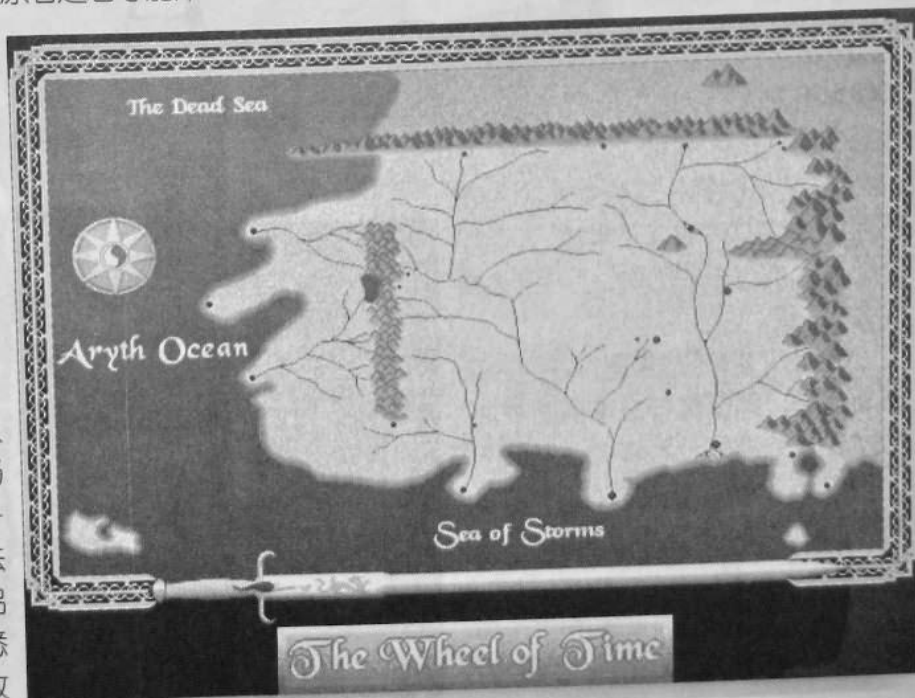 The Dead Sea
Aryth Ocean
Sea of Storms
The Wheel of Time